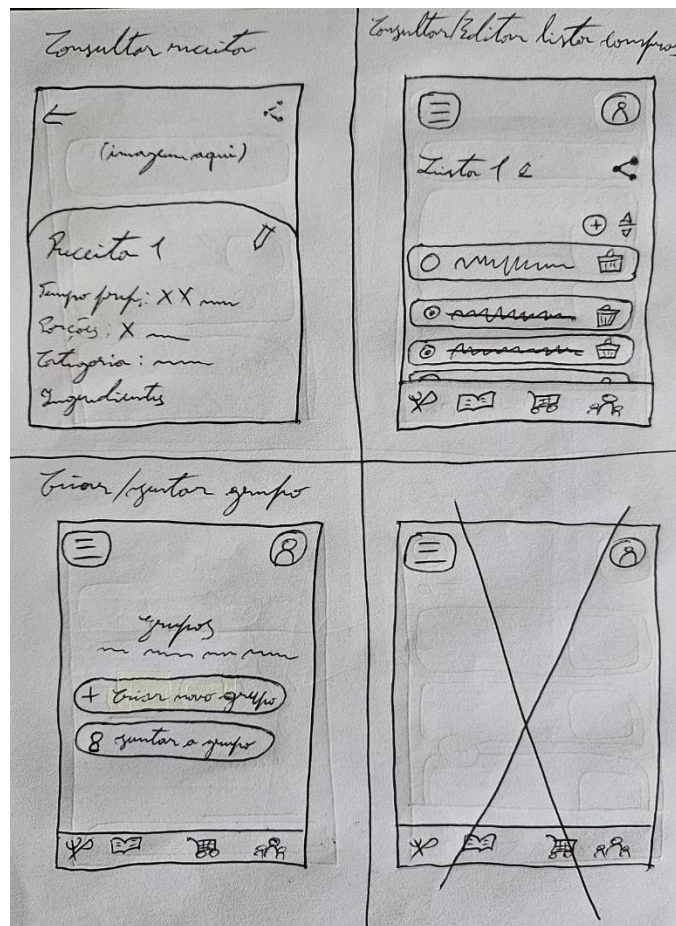 Consultar receita
(imagem aqui)
Receita 1
Tempo prep.: XX
Porções: X
Categoria:
Ingredientes
Consultar/Editar lista compras
Lista 1
Criar/juntar grupo
Grupos
+ Criar novo grupo
juntar a grupo